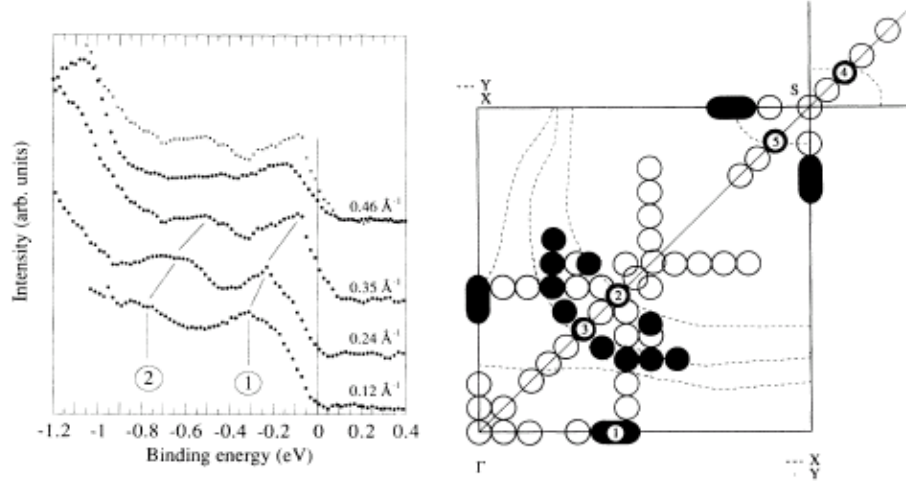 Intensity (arb. units)
0.46 Å⁻¹
0.35 Å⁻¹
0.24 Å⁻¹
0.12 Å⁻¹
2
1
-1.2 -1 -0.8 -0.6 -0.4 -0.2 0 0.2 0.4
Binding energy (eV)
Y
X
S
4
5
2
3
1
Γ
X
Y